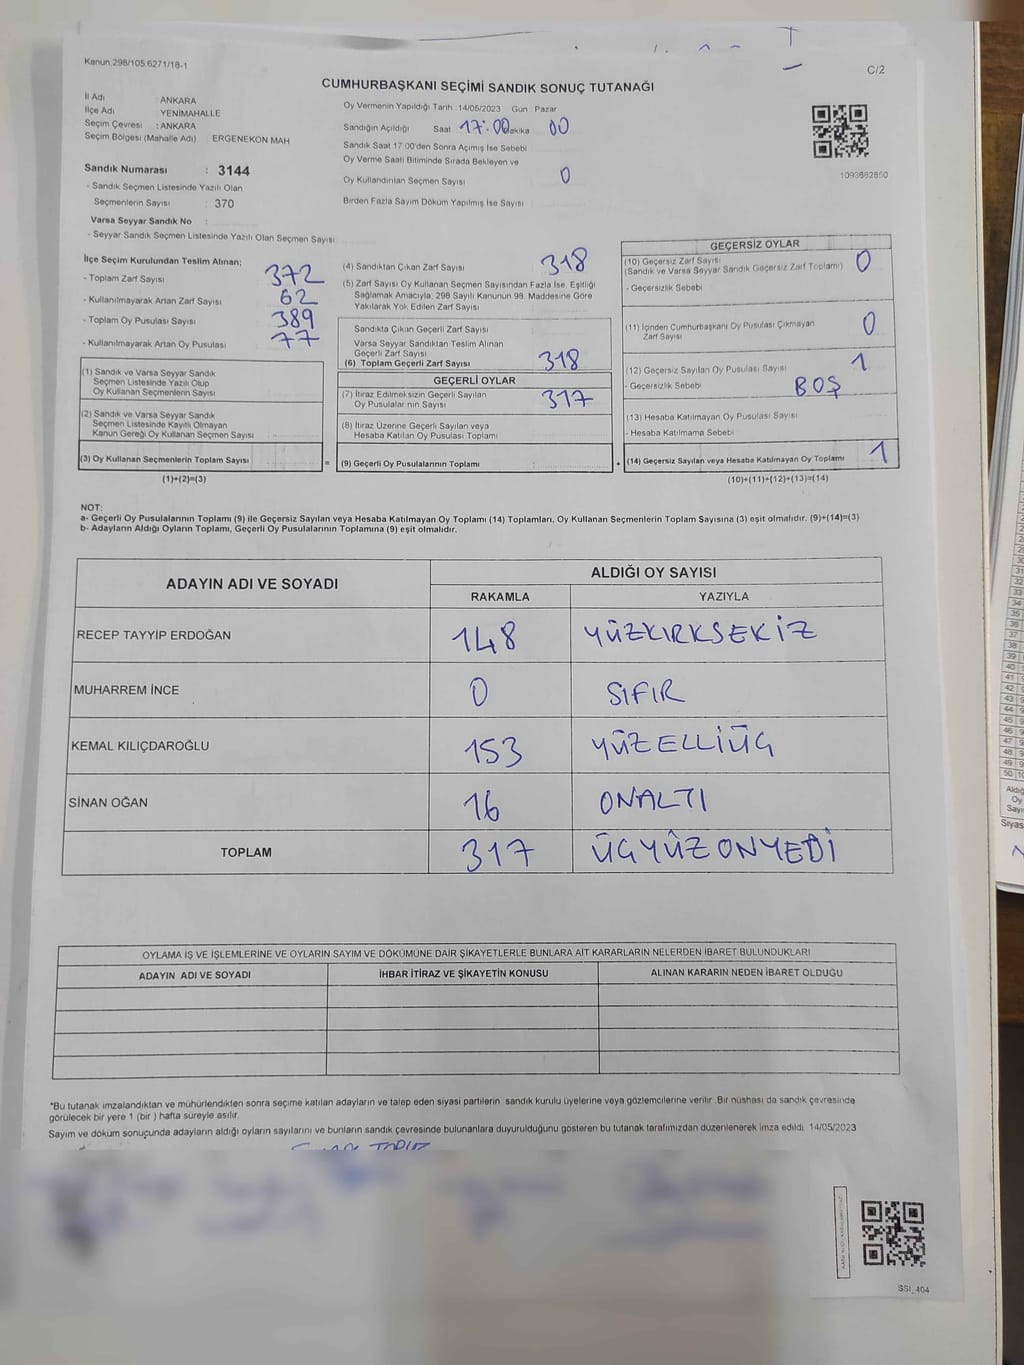 Kanun:298/105.6271/18-1
C/2
CUMHURBAŞKANI SEÇİMİ SANDIK SONUÇ TUTANAĞI
İl Adı : ANKARA
İlçe Adı : YENİMAHALLE
Seçim Çevresi : ANKARA
Seçim Bölgesi (Mahalle Adı) ERGENEKON MAH
Sandık Numarası : 3144
- Sandık Seçmen Listesinde Yazılı Olan
Seçmenlerin Sayısı : 370
Varsa Seyyar Sandık No :
- Seyyar Sandık Seçmen Listesinde Yazılı Olan Seçmen Sayısı
Oy Vermenin Yapıldığı Tarih :14/05/2023 Gün : Pazar
Sandığın Açıldığı Saat 17:00 Dakika 00
Sandık Saat 17:00'den Sonra Açılmış İse Sebebi
Oy Verme Saati Bitiminde Sırada Bekleyen ve
Oy Kullandırılan Seçmen Sayısı 0
Birden Fazla Sayım Döküm Yapılmış İse Sayısı
1093682850
İlçe Seçim Kurulundan Teslim Alınan;
- Toplam Zarf Sayısı 372
- Kullanılmayarak Artan Zarf Sayısı 62
- Toplam Oy Pusulası Sayısı 389
- Kullanılmayarak Artan Oy Pusulası 77
(1) Sandık ve Varsa Seyyar Sandık
Seçmen Listesinde Yazılı Olup
Oy Kullanan Seçmenlerin Sayısı
(2) Sandık ve Varsa Seyyar Sandık
Seçmen Listesinde Kayıtlı Olmayan
Kanun Gereği Oy Kullanan Seçmen Sayısı
(3) Oy Kullanan Seçmenlerin Toplam Sayısı
(1)+(2)=(3)
(4) Sandıktan Çıkan Zarf Sayısı 318
(5) Zarf Sayısı Oy Kullanan Seçmen Sayısından Fazla İse, Eşitliği
Sağlamak Amacıyla, 298 Sayılı Kanunun 98. Maddesine Göre
Yakılarak Yok Edilen Zarf Sayısı
Sandıkta Çıkan Geçerli Zarf Sayısı
Varsa Seyyar Sandıktan Teslim Alınan
Geçerli Zarf Sayısı
(6) Toplam Geçerli Zarf Sayısı 318
GEÇERLİ OYLAR
(7) İtiraz Edilmeksizin Geçerli Sayılan
Oy Pusulalar nın Sayısı 317
(8) İtiraz Üzerine Geçerli Sayılan veya
Hesaba Katılan Oy Pusulası Toplamı
= (9) Geçerli Oy Pusulalarının Toplamı
GEÇERSİZ OYLAR
(10) Geçersiz Zarf Sayısı 0
(Sandık ve Varsa Seyyar Sandık Geçersiz Zarf Toplamı)
- Geçersizlik Sebebi
(11) İçinden Cumhurbaşkanı Oy Pusulası Çıkmayan
Zarf Sayısı 0
(12) Geçersiz Sayılan Oy Pusulası Sayısı 1
- Geçersizlik Sebebi BOŞ
(13) Hesaba Katılmayan Oy Pusulası Sayısı
- Hesaba Katılmama Sebebi
+ (14) Geçersiz Sayılan veya Hesaba Katılmayan Oy Toplamı 1
(10)+(11)+(12)+(13)=(14)
NOT:
a- Geçerli Oy Pusulalarının Toplamı (9) ile Geçersiz Sayılan veya Hesaba Katılmayan Oy Toplamı (14) Toplamları, Oy Kullanan Seçmenlerin Toplam Sayısına (3) eşit olmalıdır. (9)+(14)=(3)
b- Adayların Aldığı Oyların Toplamı, Geçerli Oy Pusulalarının Toplamına (9) eşit olmalıdır.
ADAYIN ADI VE SOYADI ALDIĞI OY SAYISI
RAKAMLA YAZIYLA
RECEP TAYYİP ERDOĞAN 148 YÜZKIRKSEKİZ
MUHARREM İNCE 0 SIFIR
KEMAL KILIÇDAROĞLU 153 YÜZELLİÜÇ
SİNAN OĞAN 16 ONALTI
TOPLAM 317 ÜÇYÜZONYEDİ
OYLAMA İŞ VE İŞLEMLERİNE VE OYLARIN SAYIM VE DÖKÜMÜNE DAİR ŞİKAYETLERLE BUNLARA AİT KARARLARIN NELERDEN İBARET BULUNDUKLARI
ADAYIN ADI VE SOYADI İHBAR İTİRAZ VE ŞİKAYETİN KONUSU ALINAN KARARIN NEDEN İBARET OLDUĞU
*Bu tutanak imzalandıktan ve mühürlendikten sonra seçime katılan adayların ve talep eden siyasi partilerin sandık kurulu üyelerine veya gözlemcilerine verilir. Bir nüshası da sandık çevresinde
görülecek bir yere 1 (bir ) hafta süreyle asılır.
Sayım ve döküm sonuçunda adayların aldığı oyların sayılarını ve bunların sandık çevresinde bulunanlara duyurulduğunu gösteren bu tutanak tarafımızdan düzenlenerek imza edildi. 14/05/2023
SSI_404